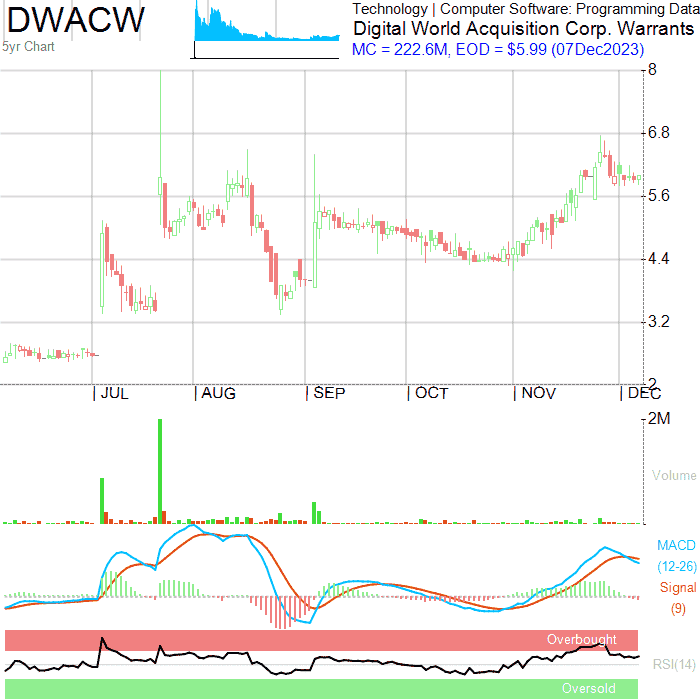 DWACW
5yr Chart
Technology | Computer Software: Programming Data
Digital World Acquisition Corp. Warrants
MC = 222.6M, EOD = $5.99 (07Dec2023)
8
6.8
5.6
4.4
3.2
2
| JUL | AUG | SEP | OCT | NOV | DEC
2M
Volume
MACD
(12-26)
Signal
(9)
Overbought
RSI(14)
Oversold